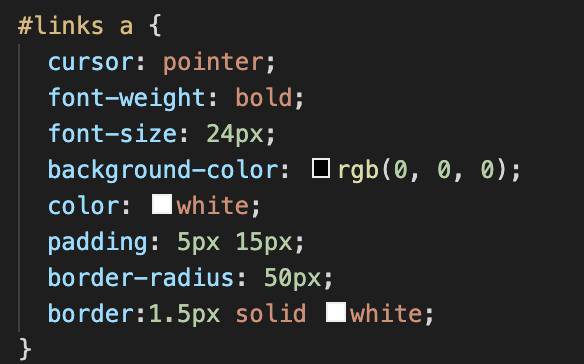 #links a {
  cursor: pointer;
  font-weight: bold;
  font-size: 24px;
  background-color: rgb(0, 0, 0);
  color: white;
  padding: 5px 15px;
  border-radius: 50px;
  border:1.5px solid white;
}